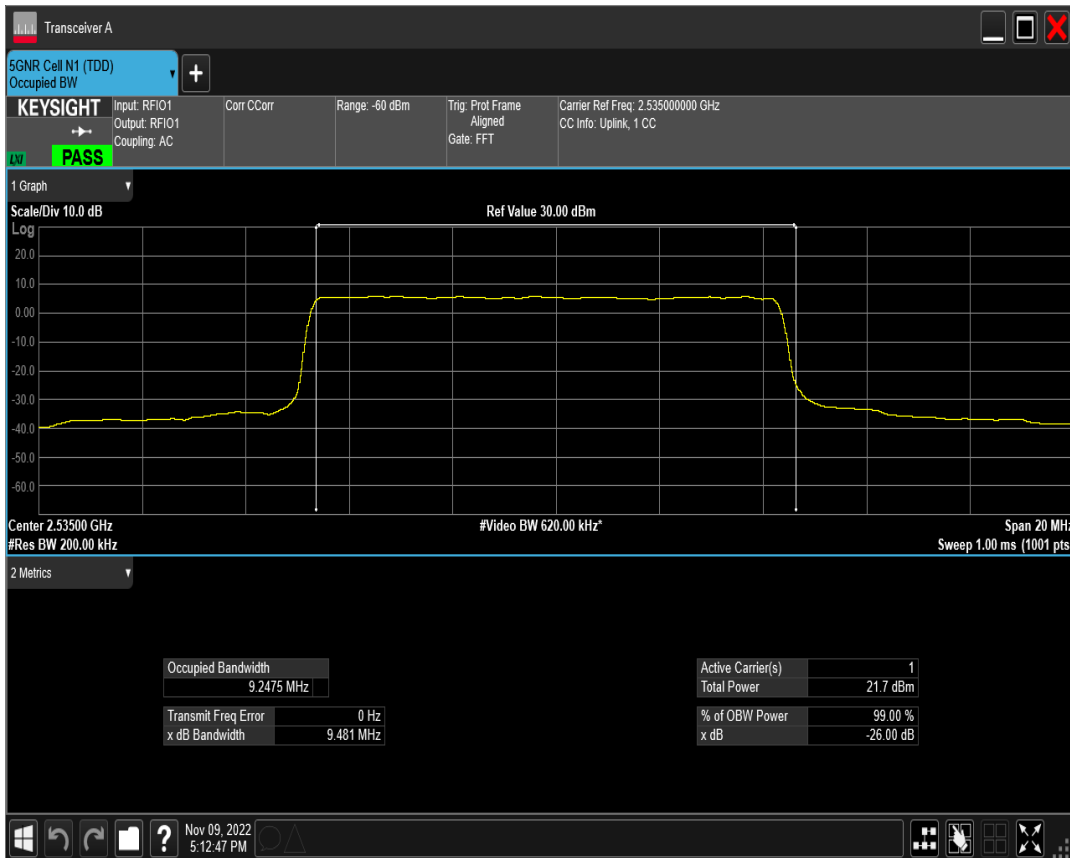 Transceiver A
5GNR Cell N1 (TDD)
Occupied BW
KEYSIGHT
LXI
PASS
Input: RFIO1
Output: RFIO1
Coupling: AC
Corr CCorr
Range: -60 dBm
Trig: Prot Frame
Aligned
Gate: FFT
Carrier Ref Freq: 2.535000000 GHz
CC Info: Uplink, 1 CC
1 Graph
Scale/Div 10.0 dB
Ref Value 30.00 dBm
Log
20.0
10.0
0.00
-10.0
-20.0
-30.0
-40.0
-50.0
-60.0
Center 2.53500 GHz
#Video BW 620.00 kHz*
Span 20 MHz
#Res BW 200.00 kHz
Sweep 1.00 ms (1001 pts
2 Metrics
Occupied Bandwidth
9.2475 MHz
Transmit Freq Error 0 Hz
x dB Bandwidth 9.481 MHz
Active Carrier(s) 1
Total Power 21.7 dBm
% of OBW Power 99.00 %
x dB -26.00 dB
?
Nov 09, 2022
5:12:47 PM